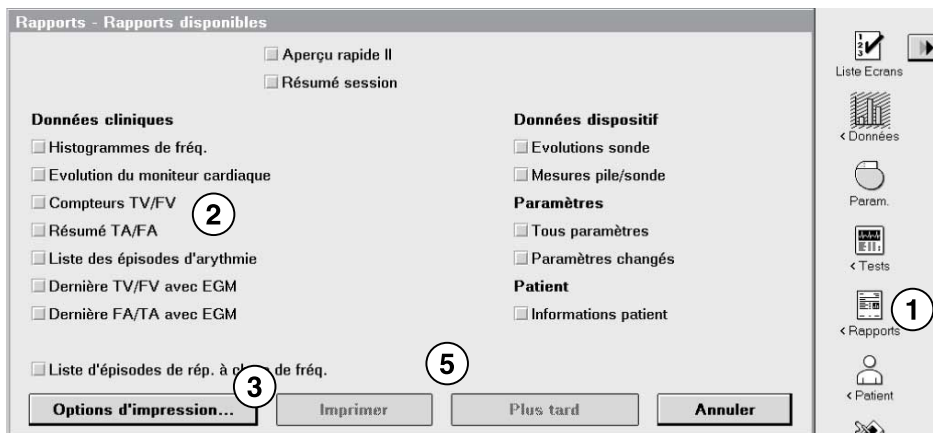 Rapports - Rapports disponibles
Aperçu rapide II
Résumé session
Données cliniques
Histogrammes de fréq.
Evolution du moniteur cardiaque
Compteurs TV/FV
2
Résumé TA/FA
Liste des épisodes d'arythmie
Dernière TV/FV avec EGM
Dernière FA/TA avec EGM
Données dispositif
Evolutions sonde
Mesures pile/sonde
Paramètres
Tous paramètres
Paramètres changés
Patient
Informations patient
Liste d'épisodes de rép. à de fréq.
3
5
Options d'impression...
Imprimer
Plus tard
Annuler
1
2
3
Liste Ecrans
< Données
Param.
< Tests
< Rapports
1
< Patient